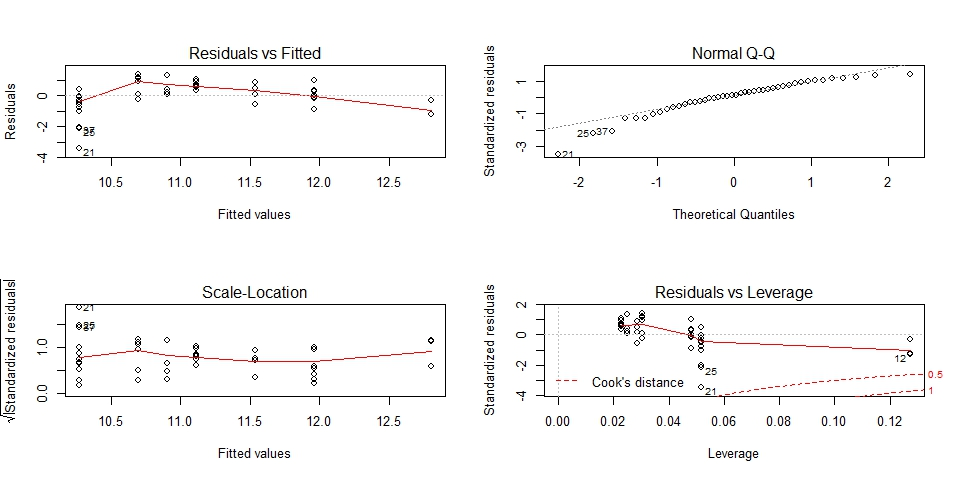 Residuals vs Fitted
Residuals
0
-2
-4
37
25
21
10.5 11.0 11.5 12.0 12.5
Fitted values
Normal Q-Q
Standardized residuals
1
-1
-3
25 37
21
-2 -1 0 1 2
Theoretical Quantiles
Scale-Location
√|Standardized residuals|
1.0
0.0
21
25
37
10.5 11.0 11.5 12.0 12.5
Fitted values
Residuals vs Leverage
Standardized residuals
2
0
-2
-4
12
25
21
Cook's distance
0.5
1
0.00 0.02 0.04 0.06 0.08 0.10 0.12
Leverage